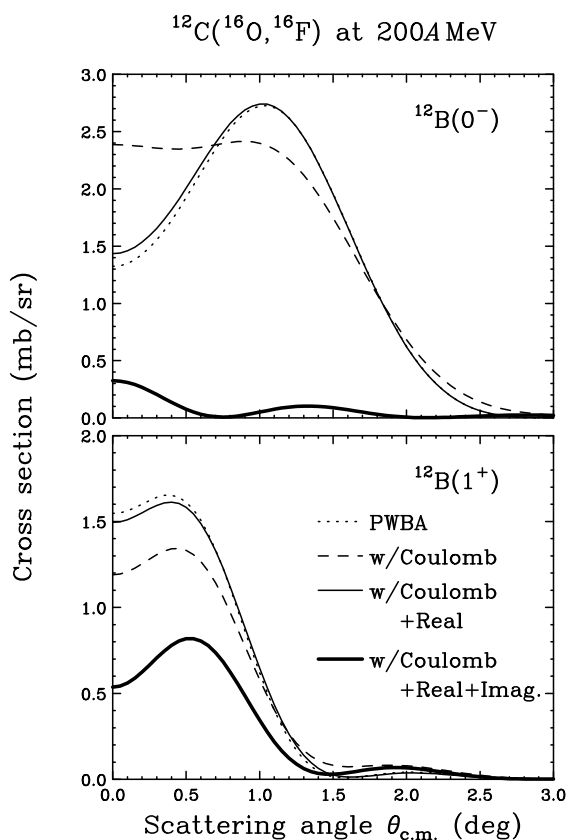 ¹²C(¹⁶O,¹⁶F) at 200A MeV
Cross section (mb/sr)
3.0
2.5
2.0
1.5
1.0
0.5
0.0
¹²B(0⁻)
2.0
1.5
1.0
0.5
0.0
¹²B(1⁺)
PWBA
w/Coulomb
w/Coulomb
+Real
w/Coulomb
+Real+Imag.
0.0 0.5 1.0 1.5 2.0 2.5 3.0
Scattering angle θc.m. (deg)